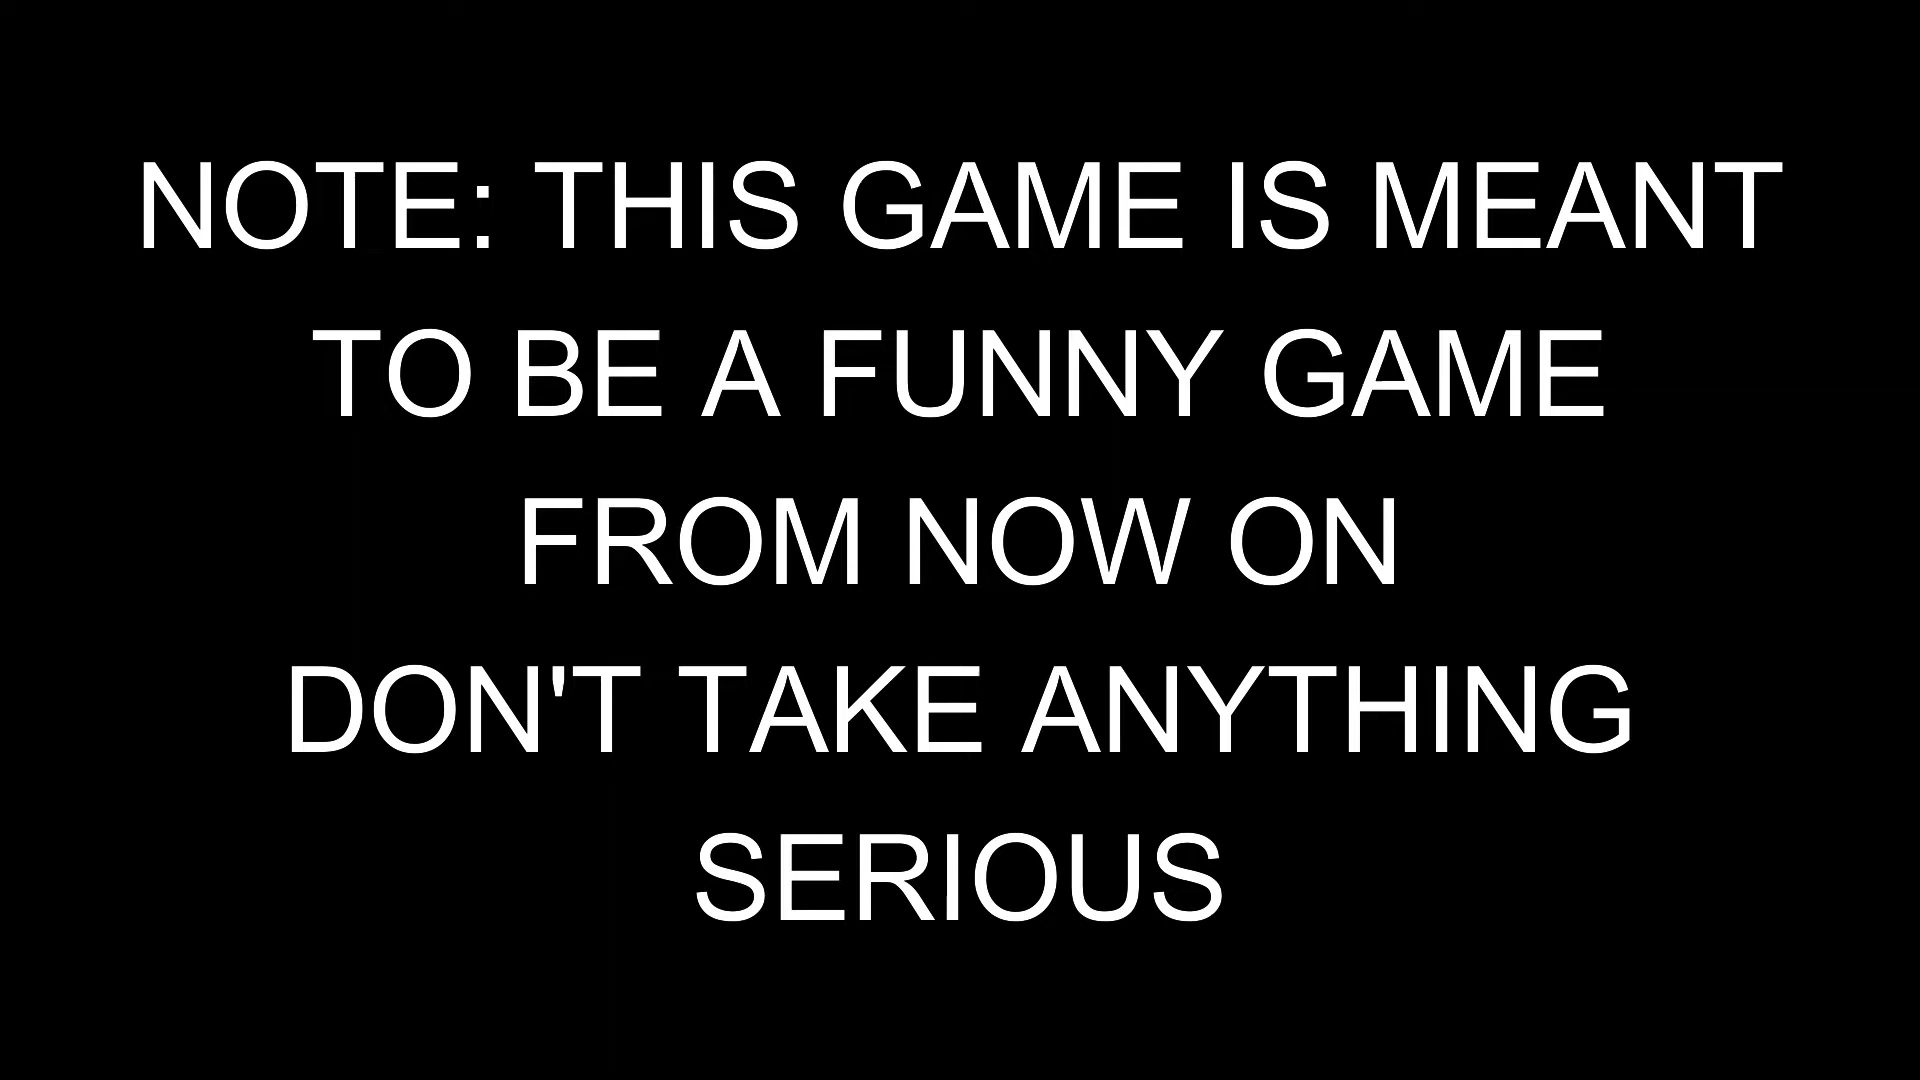 NOTE: THIS GAME IS MEANT
TO BE A FUNNY GAME
FROM NOW ON
DON'T TAKE ANYTHING
SERIOUS